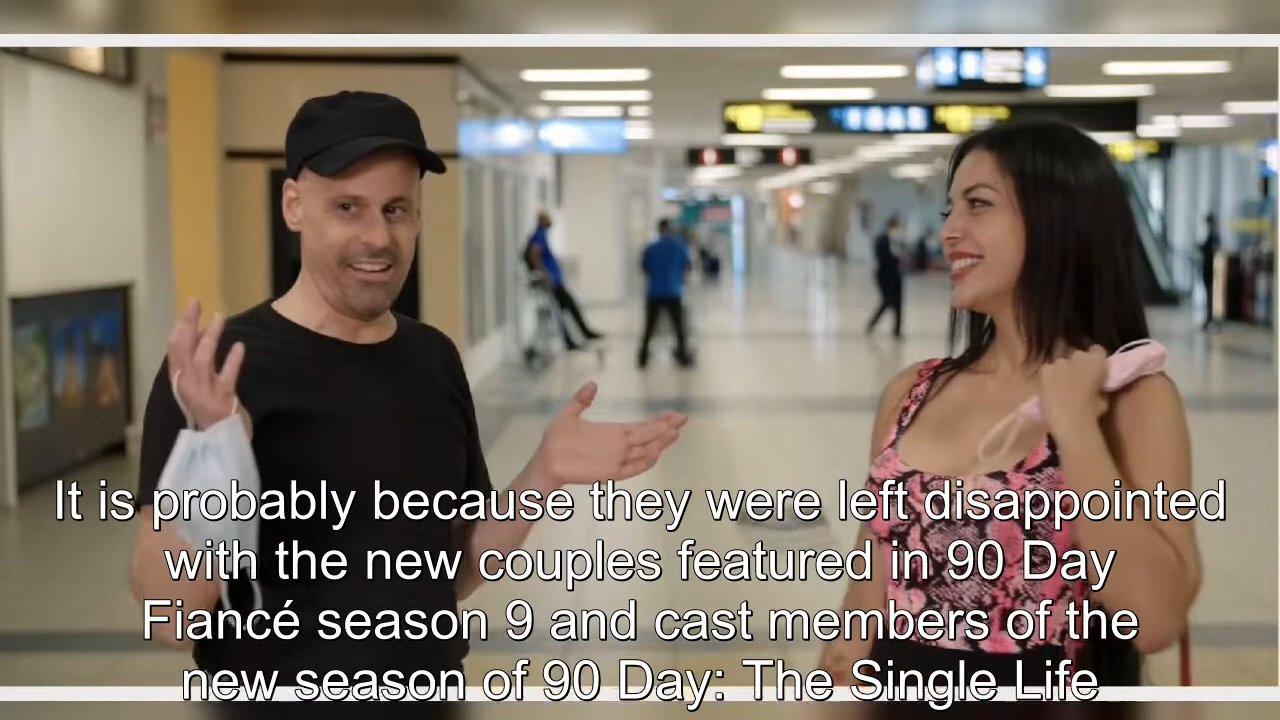 It is probably because they were left disappointed
with the new couples featured in 90 Day
Fiancé season 9 and cast members of the
new season of 90 Day: The Single Life